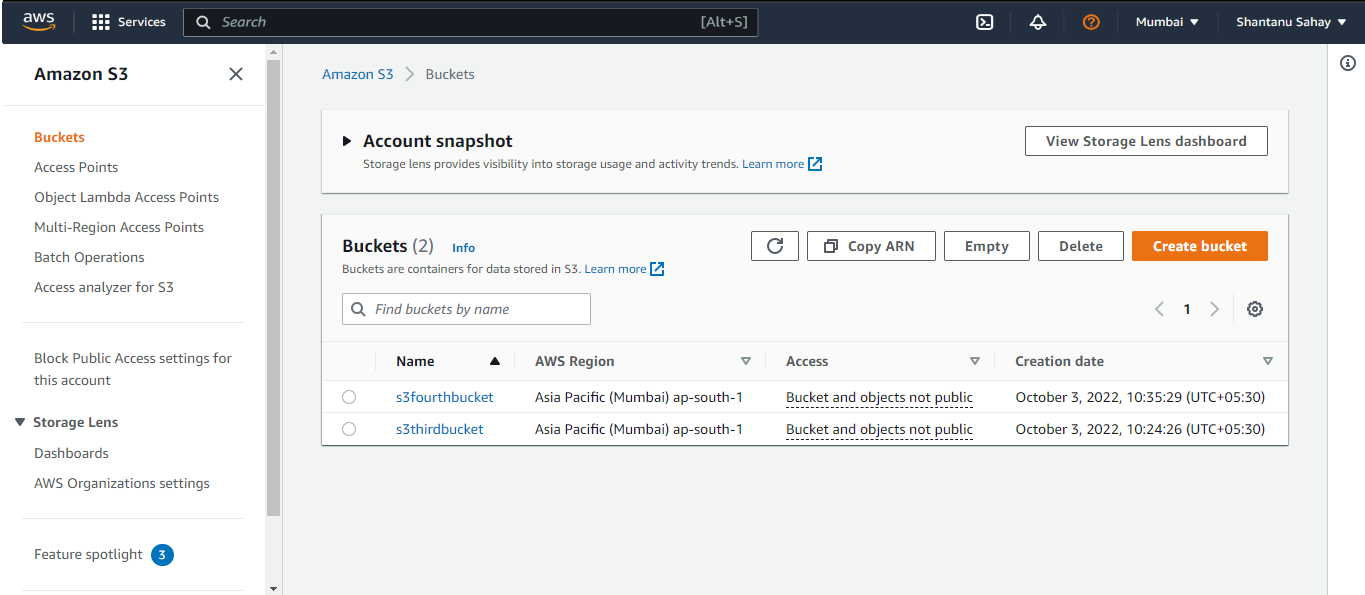 aws Services Search [Alt+S] Mumbai Shantanu Sahay
Amazon S3
Buckets
Access Points
Object Lambda Access Points
Multi-Region Access Points
Batch Operations
Access analyzer for S3
Block Public Access settings for
this account
Storage Lens
Dashboards
AWS Organizations settings
Feature spotlight 3
Amazon S3 Buckets
Account snapshot
Storage lens provides visibility into storage usage and activity trends. Learn more
View Storage Lens dashboard
Buckets (2) Info
Buckets are containers for data stored in S3. Learn more
Copy ARN Empty Delete Create bucket
Find buckets by name
1
Name AWS Region Access Creation date
s3fourthbucket Asia Pacific (Mumbai) ap-south-1 Bucket and objects not public October 3, 2022, 10:35:29 (UTC+05:30)
s3thirdbucket Asia Pacific (Mumbai) ap-south-1 Bucket and objects not public October 3, 2022, 10:24:26 (UTC+05:30)